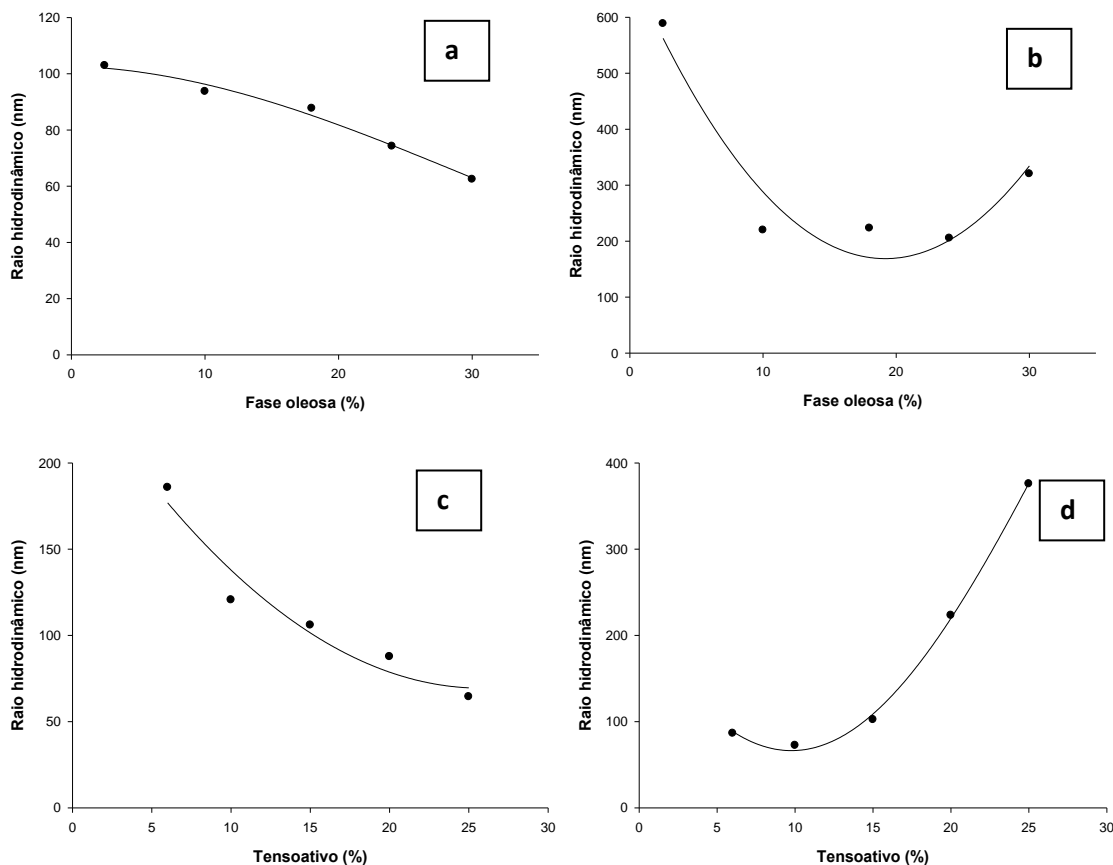 120
100
80
60
40
20
0
Raio hidrodinâmico (nm)
a
0 10 20 30
Fase oleosa (%)
600
500
400
300
200
100
0
Raio hidrodinâmico (nm)
b
0 10 20 30
Fase oleosa (%)
200
150
100
50
0
Raio hidrodinâmico (nm)
c
0 5 10 15 20 25 30
Tensoativo (%)
400
300
200
100
0
Raio hidrodinâmico (nm)
d
0 5 10 15 20 25 30
Tensoativo (%)